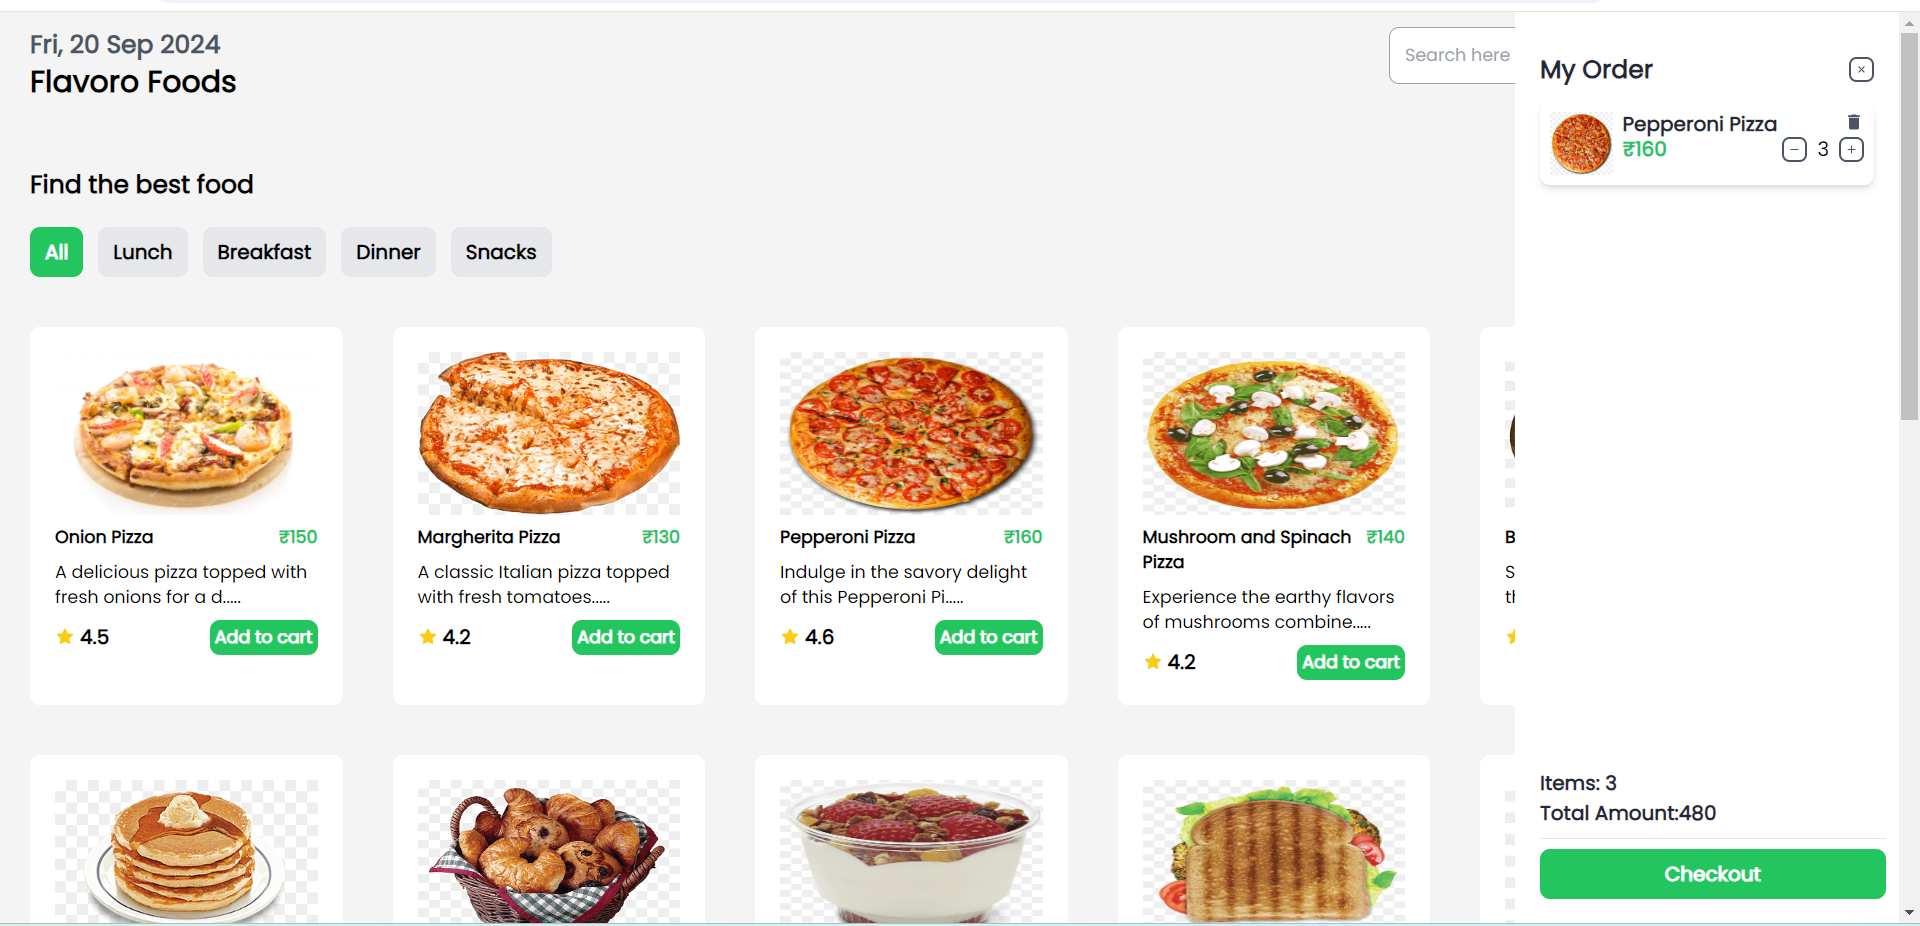 Fri, 20 Sep 2024
Flavoro Foods
Search here
Find the best food
All
Lunch
Breakfast
Dinner
Snacks
Onion Pizza ₹150
A delicious pizza topped with
fresh onions for a d.....
4.5 Add to cart
Margherita Pizza ₹130
A classic Italian pizza topped
with fresh tomatoes.....
4.2 Add to cart
Pepperoni Pizza ₹160
Indulge in the savory delight
of this Pepperoni Pi.....
4.6 Add to cart
Mushroom and Spinach ₹140
Pizza
Experience the earthy flavors
of mushrooms combine.....
4.2 Add to cart
B
S
th
My Order
Pepperoni Pizza
₹160 − 3 +
Items: 3
Total Amount:480
Checkout